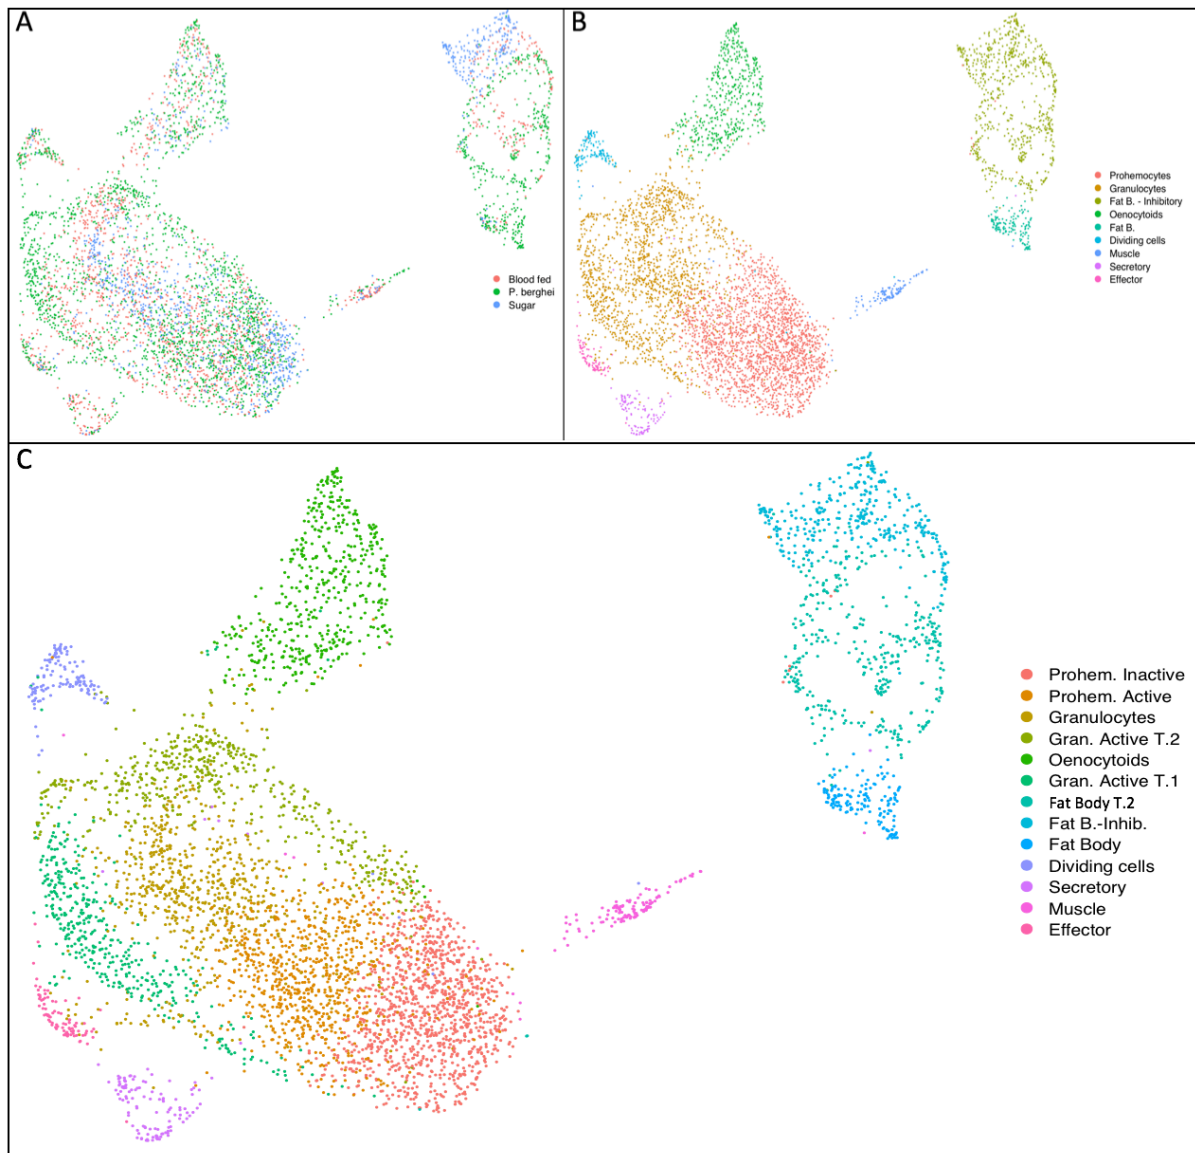 A
Blood fed
P. berghei
Sugar
B
Prohemocytes
Granulocytes
Fat B. - Inhibitory
Oenocytoids
Fat B.
Dividing cells
Muscle
Secretory
Effector
C
Prohem. Inactive
Prohem. Active
Granulocytes
Gran. Active T.2
Oenocytoids
Gran. Active T.1
Fat Body T.2
Fat B.-Inhib.
Fat Body
Dividing cells
Secretory
Muscle
Effector